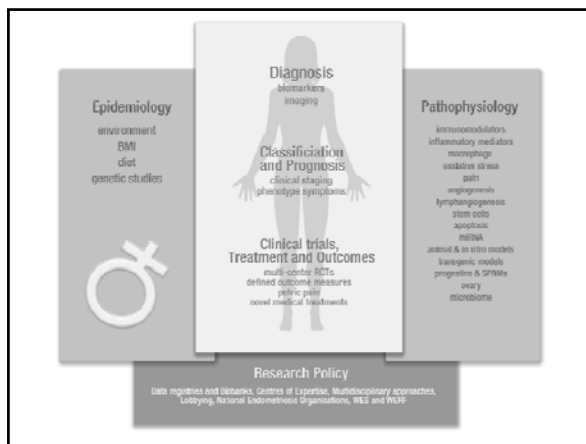 Diagnosis
biomarkers
imaging
Classificiation
and Prognosis
clinical staging
phenotype symptoms
Clinical trials,
Treatment and Outcomes
multi-center RCTs
defined outcome measures
pelvic pain
novel medical treatments
Epidemiology
environment
BMI
diet
genetic studies
Pathophysiology
immunomodulators
inflammatory mediators
macrophage
oxidative stress
pain
angiogenesis
lymphangiogenesis
stem cells
apoptosis
miRNA
animal & in vitro models
transgenic models
progestins & SPRMs
ovary
microbiome
Research Policy
Data registries and Biobanks, Centres of Expertise, Multidisciplinary approaches,
Lobbying, National Endometriosis Organisations, WES and WERF